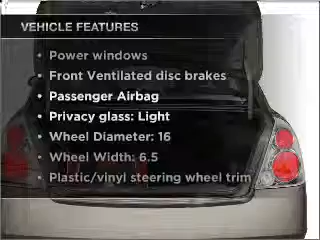 VEHICLE FEATURES
• Power windows
• Front Ventilated disc brakes
• Passenger Airbag
• Privacy glass: Light
• Wheel Diameter: 16
• Wheel Width: 6.5
• Plastic/vinyl steering wheel trim